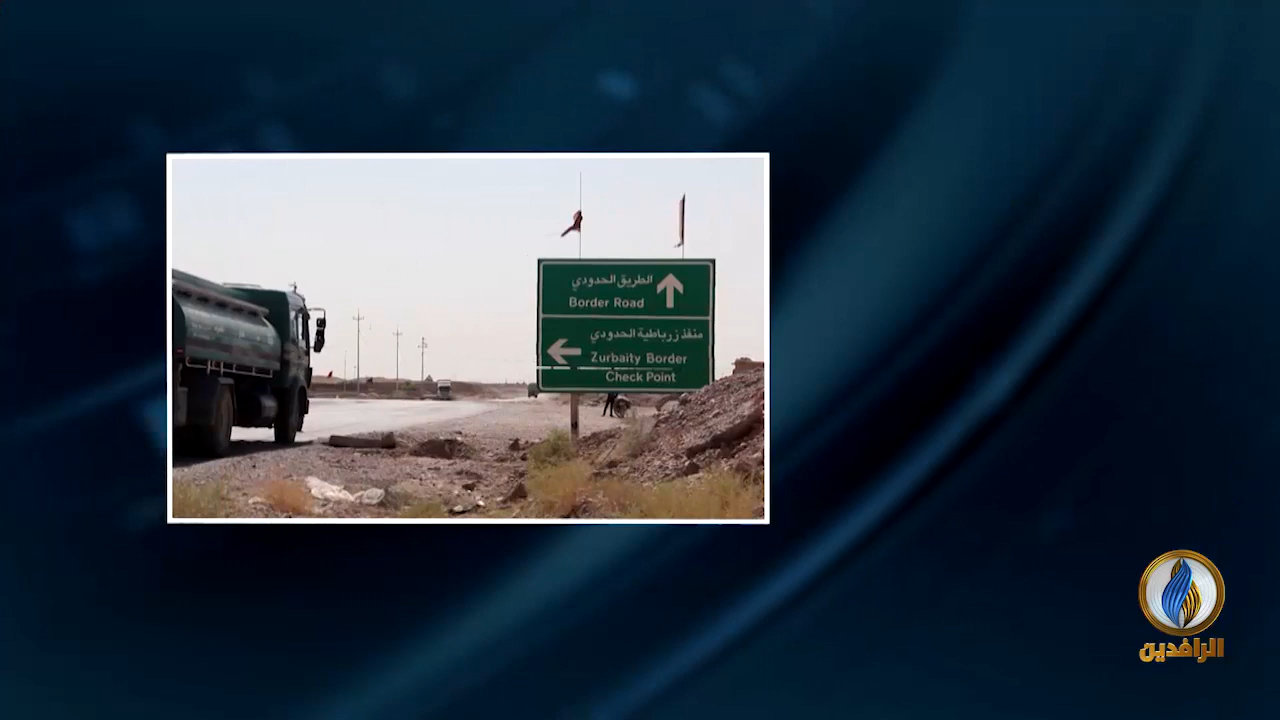 الطريق الحدودي
Border Road
منفذ زرباطية الحدودي
Zurbaity Border
Check Point
الرافدين